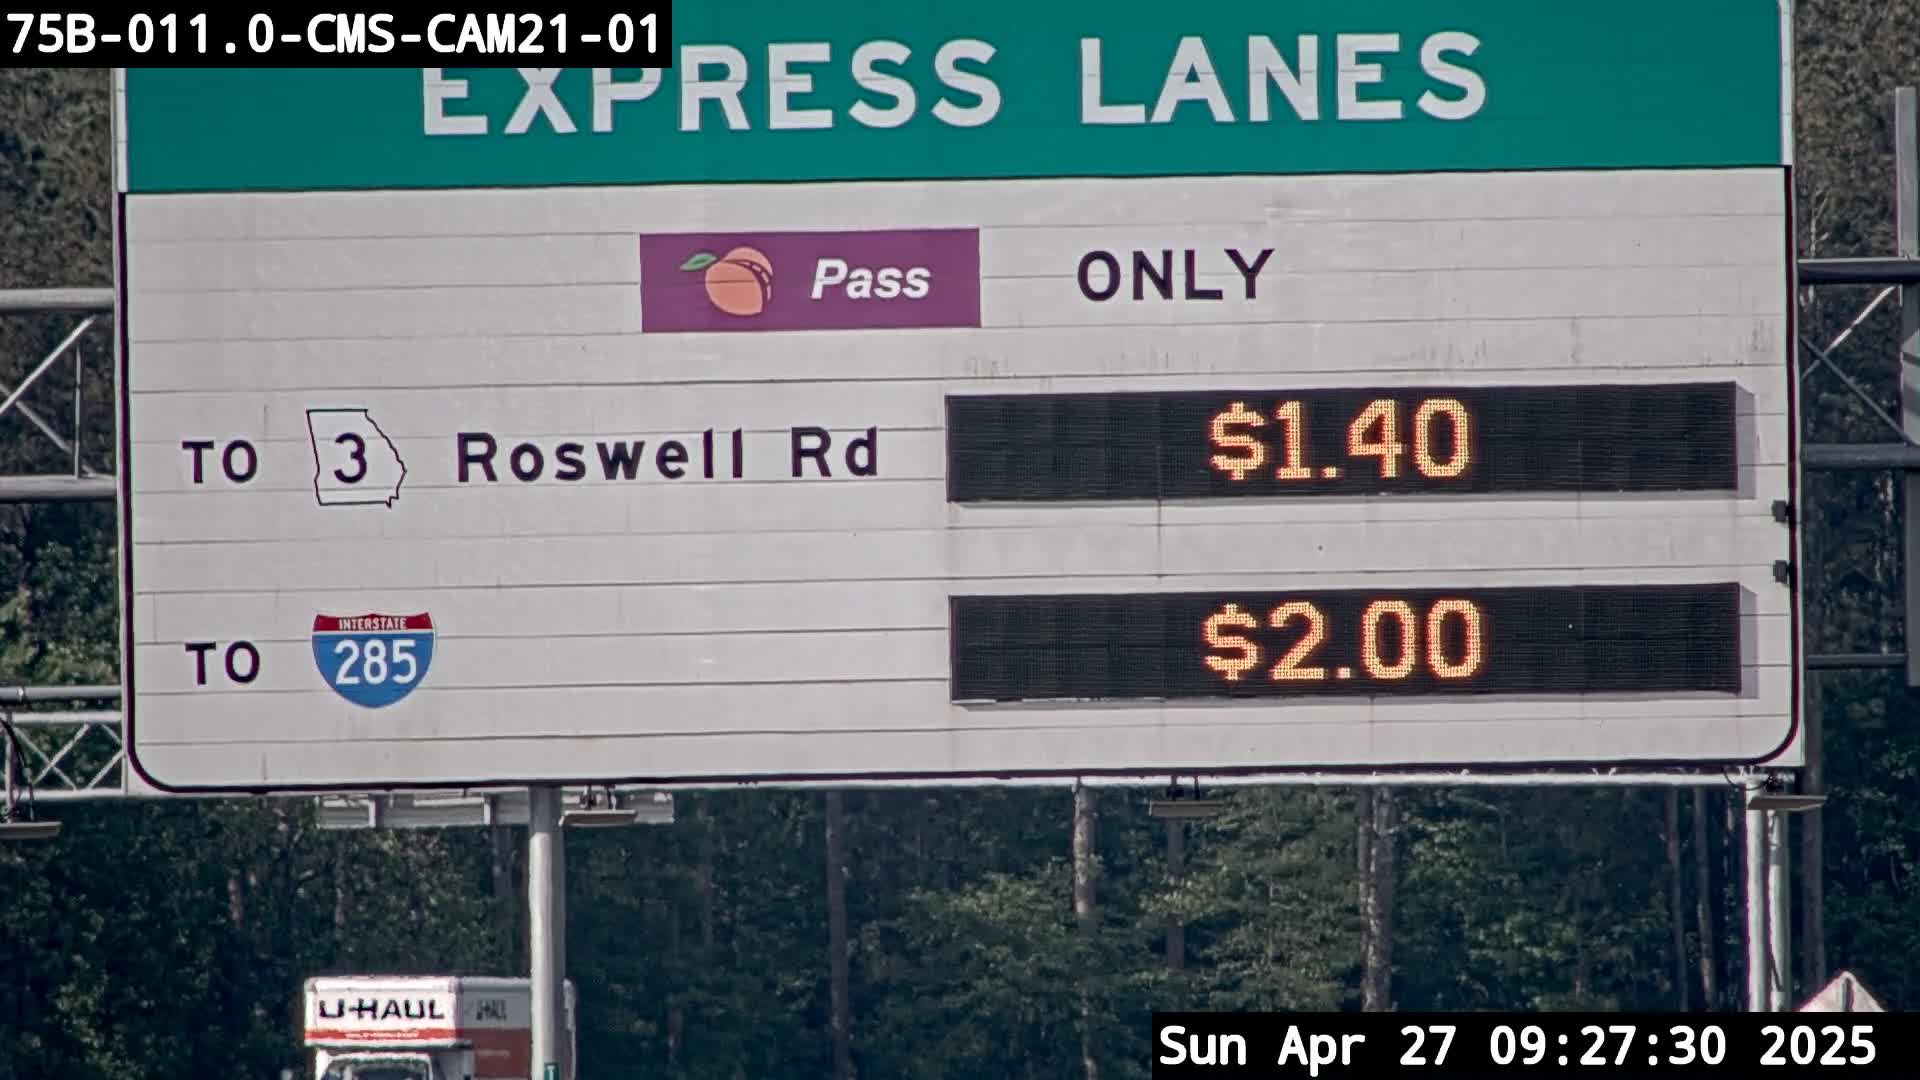 75B-011.0-CMS-CAM21-01
EXPRESS LANES
Pass ONLY
TO 3 Roswell Rd $1.40
INTERSTATE
TO 285 $2.00
U-HAUL
Sun Apr 27 09:27:30 2025